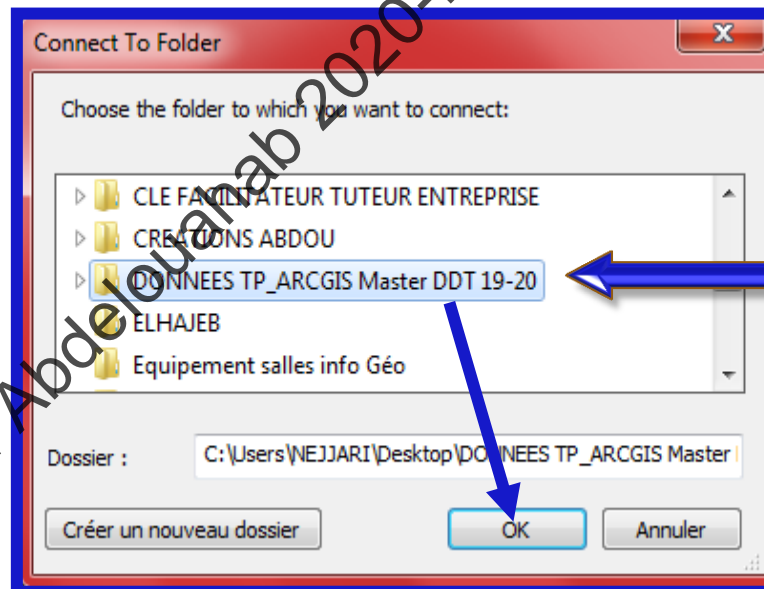 Connect To Folder
Choose the folder to which you want to connect:
CLE FACILITATEUR TUTEUR ENTREPRISE
CREATIONS ABDOU
DONNEES TP_ARCGIS Master DDT 19-20
ELHAJEB
Equipement salles info Géo
Dossier : C:\Users\NEJJARI\Desktop\DONNEES TP_ARCGIS Master
Créer un nouveau dossier OK Annuler
Abdelouahab 2020-